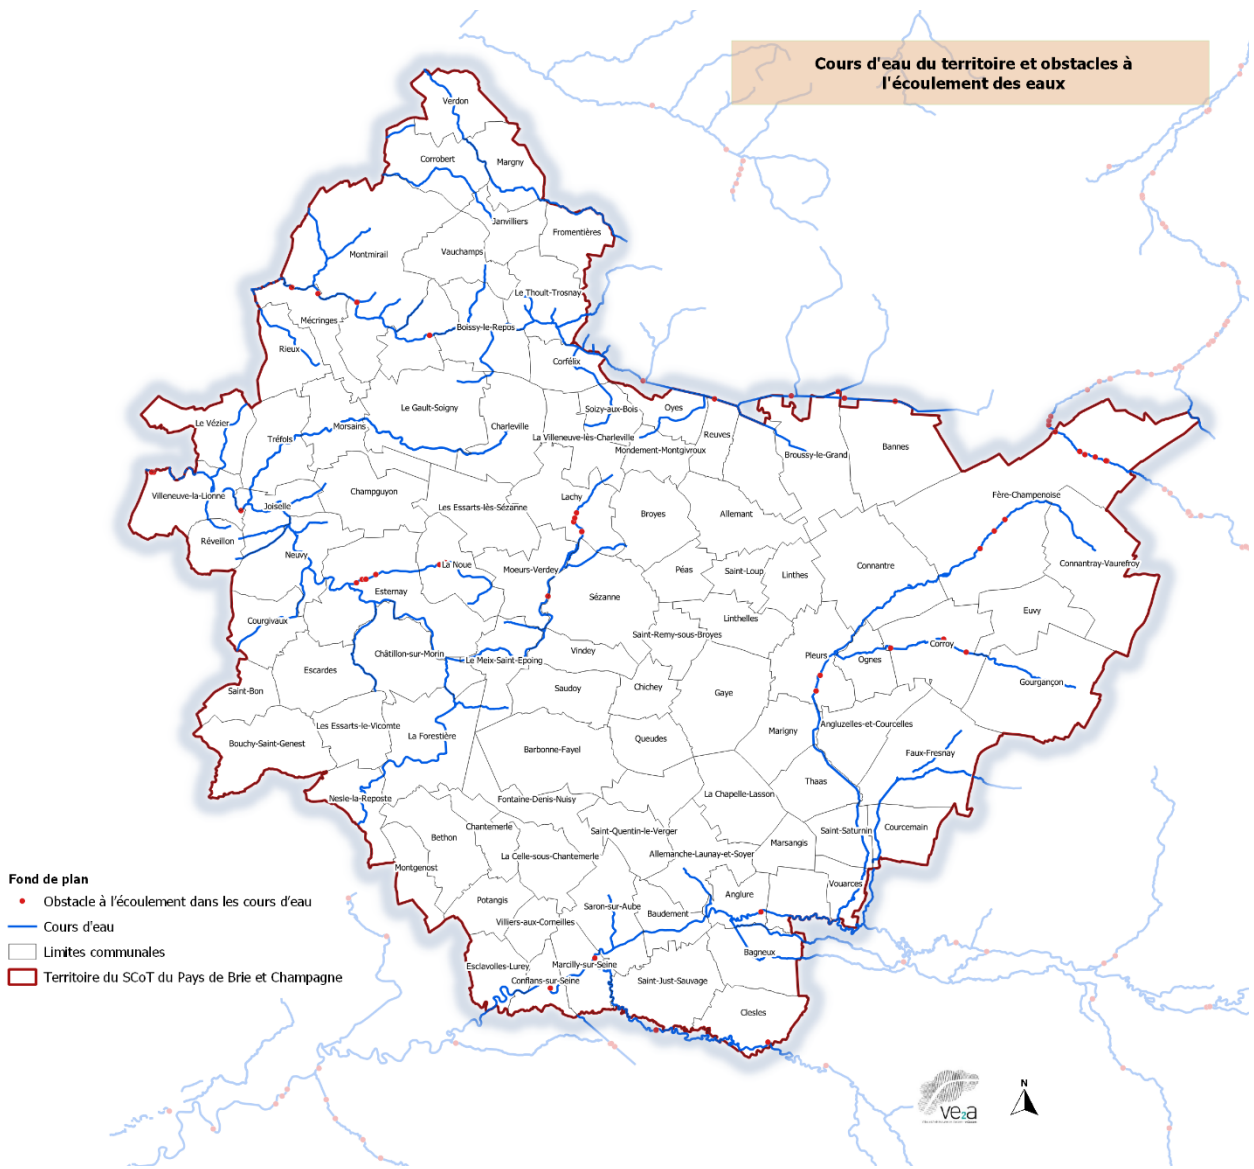 Cours d'eau du territoire et obstacles à
l'écoulement des eaux
Verdon
Corrobert
Margny
Janvilliers
Fromentières
Montmirail
Vauchamps
Le Thoult-Trosnay
Mécringes
Boissy-le-Repos
Rieux
Corfélix
Le Gault-Soigny
Soizy-aux-Bois
Oyes
Le Vézier
Tréfols
Morsains
Charleville
La Villeneuve-lès-Charleville
Reuves
Mondement-Montgivroux
Broussy-le-Grand
Bannes
Villeneuve-la-Lionne
Joiselle
Champguyon
Lachy
Les Essarts-lès-Sézanne
Broyes
Allemant
Fère-Champenoise
Réveillon
Neuvy
La Noue
Moeurs-Verdey
Péas
Saint-Loup
Linthes
Connantre
Connantray-Vaurefroy
Esternay
Sézanne
Euvy
Courgivaux
Linthelles
Saint-Remy-sous-Broyes
Châtillon-sur-Morin
Le Meix-Saint-Epoing
Vindey
Pleurs
Ognes
Corroy
Escardes
Saint-Bon
Saudoy
Chichey
Gaye
Gourgançon
Les Essarts-le-Vicomte
La Forestière
Bouchy-Saint-Genest
Barbonne-Fayel
Queudes
Marigny
Angluzelles-et-Courcelles
Faux-Fresnay
Thaas
Nesle-la-Reposte
Fontaine-Denis-Nuisy
La Chapelle-Lasson
Bethon
Chantemerle
Saint-Quentin-le-Verger
Saint-Saturnin
Courcemain
Marsangis
La Celle-sous-Chantemerle
Allemanche-Launay-et-Soyer
Montgenost
Vouarces
Potangis
Anglure
Saron-sur-Aube
Baudement
Villiers-aux-Corneilles
Bagneux
Esclavolles-Lurey
Marcilly-sur-Seine
Conflans-sur-Seine
Saint-Just-Sauvage
Clesles
Fond de plan
Obstacle à l'écoulement dans les cours d'eau
Cours d'eau
Limites communales
Territoire du SCoT du Pays de Brie et Champagne
ve2a
N